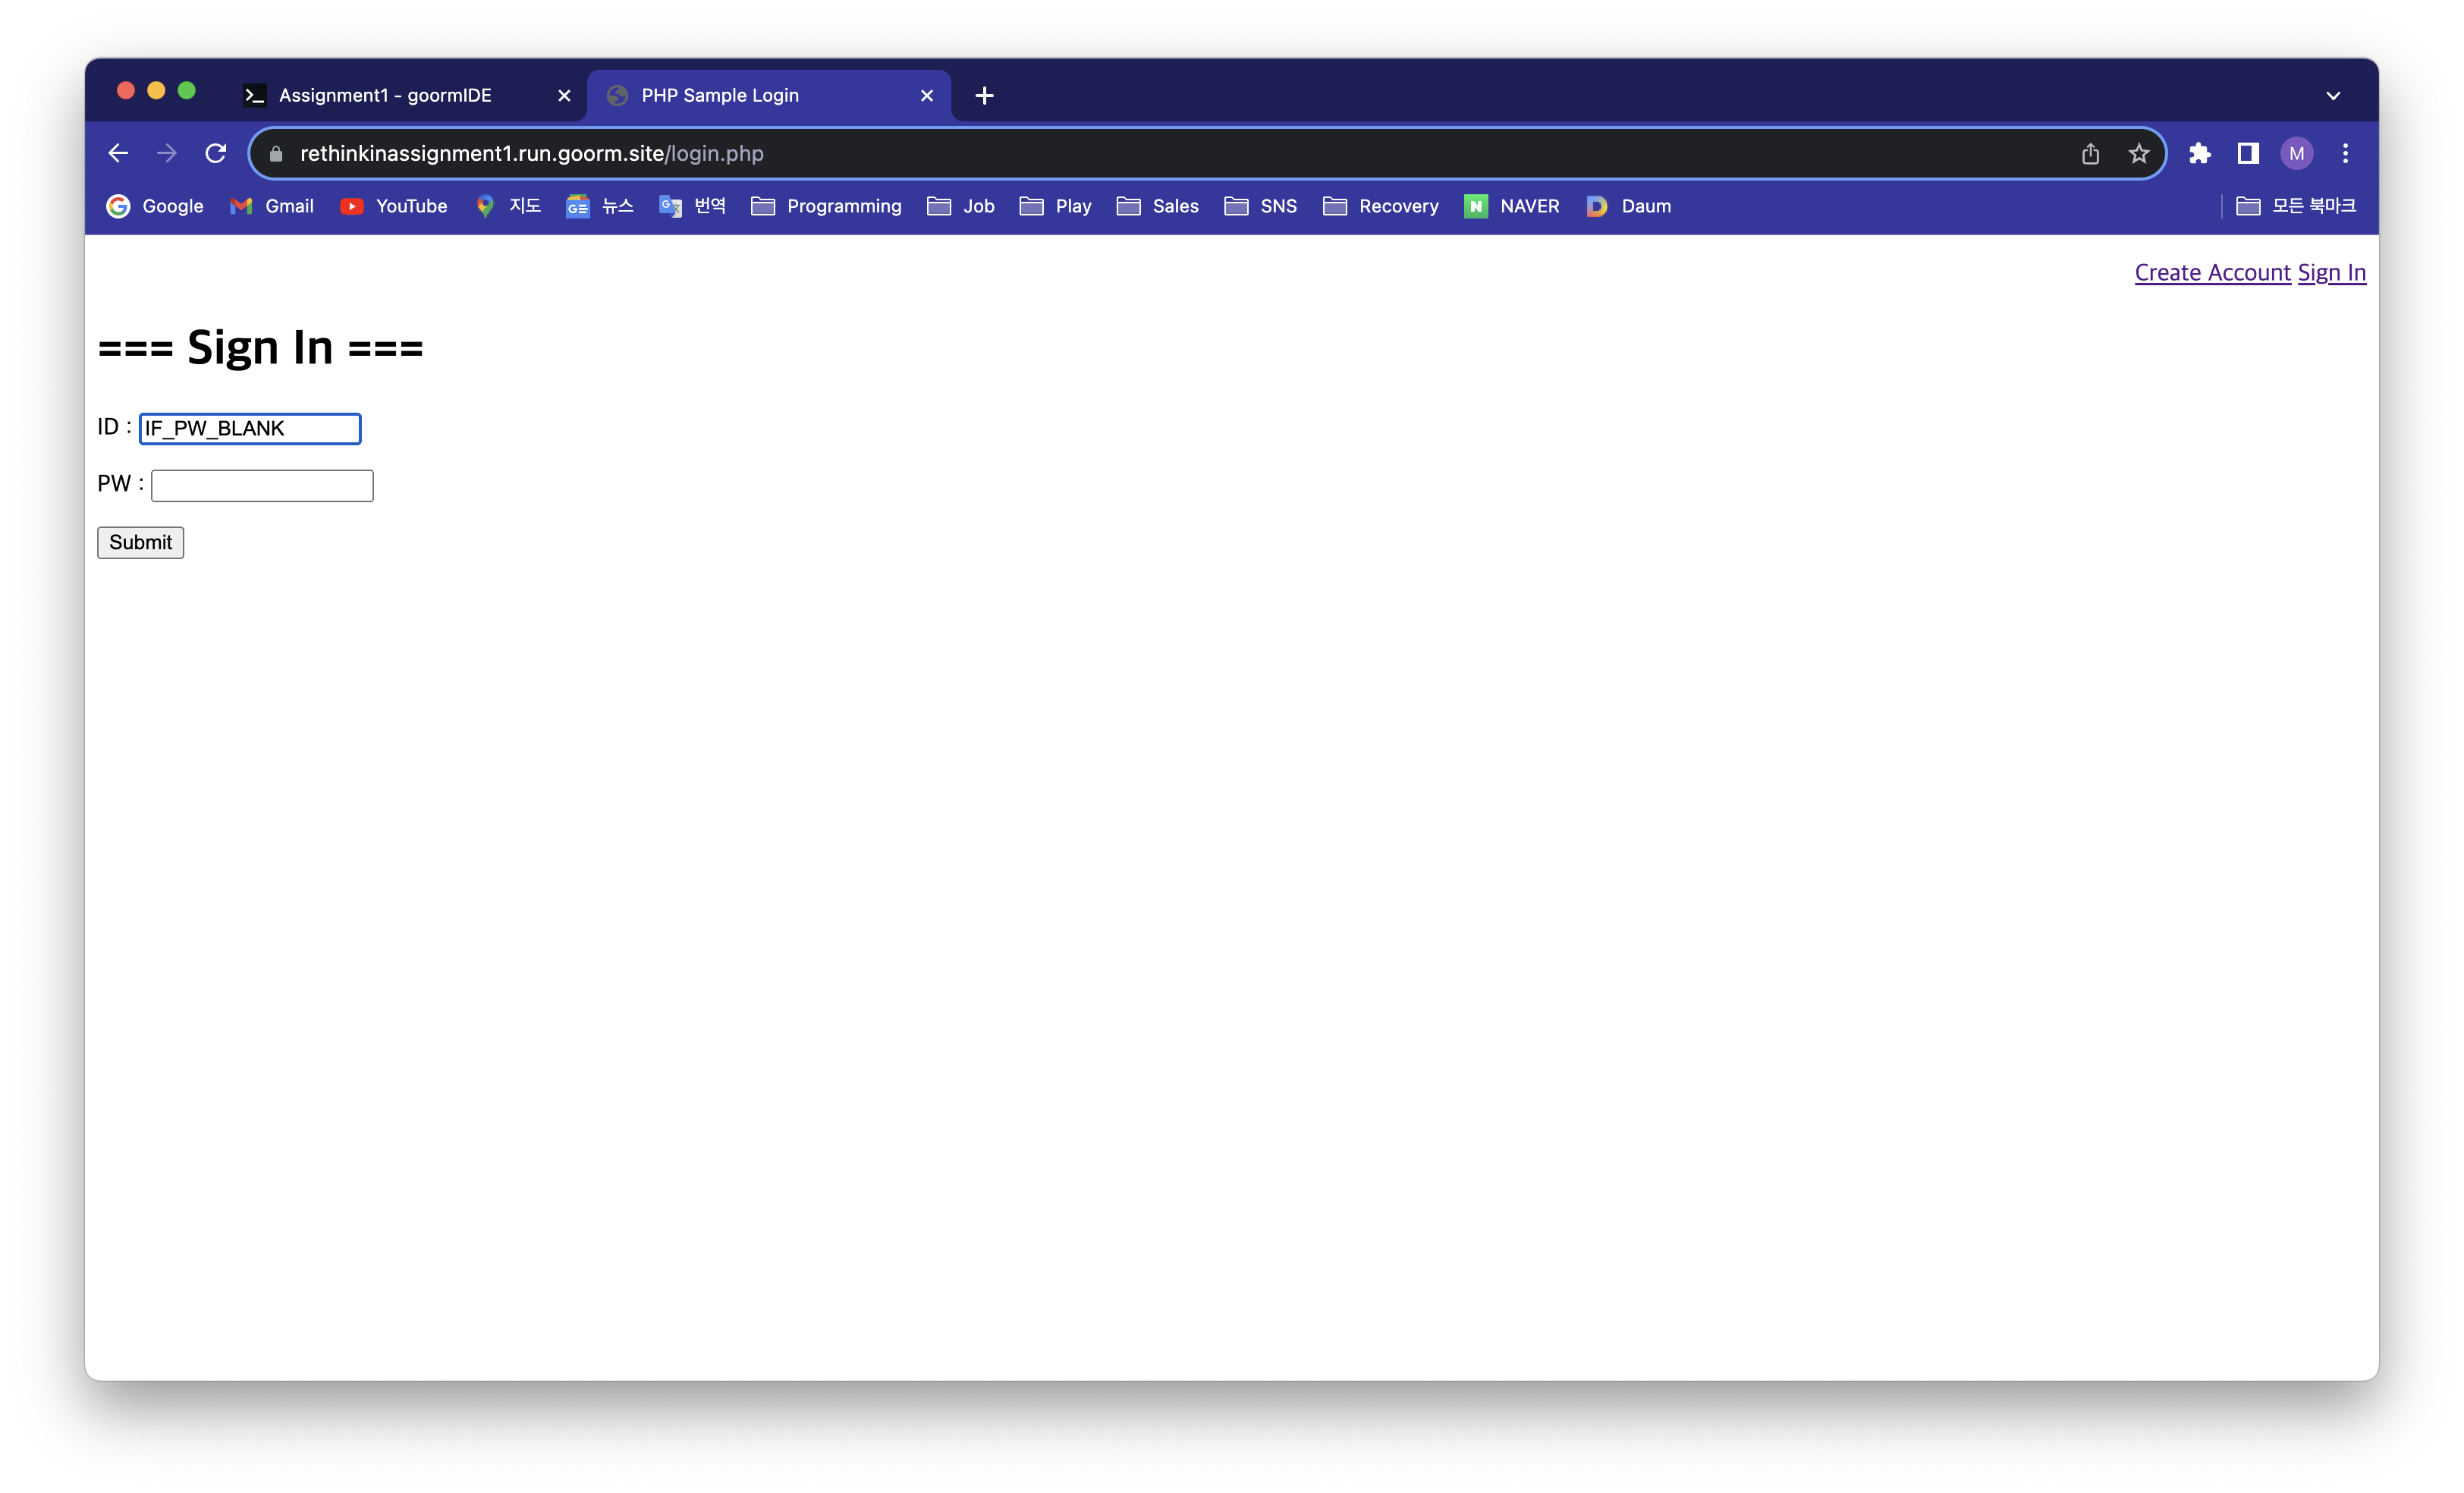 Assignment1 - goormIDE
PHP Sample Login
rethinkinassignment1.run.goorm.site/login.php
M
Google Gmail YouTube 지도 뉴스 번역 Programming Job Play Sales SNS Recovery NAVER Daum 모든 북마크
Create Account Sign In
=== Sign In ===
ID : IF_PW_BLANK
PW :
Submit